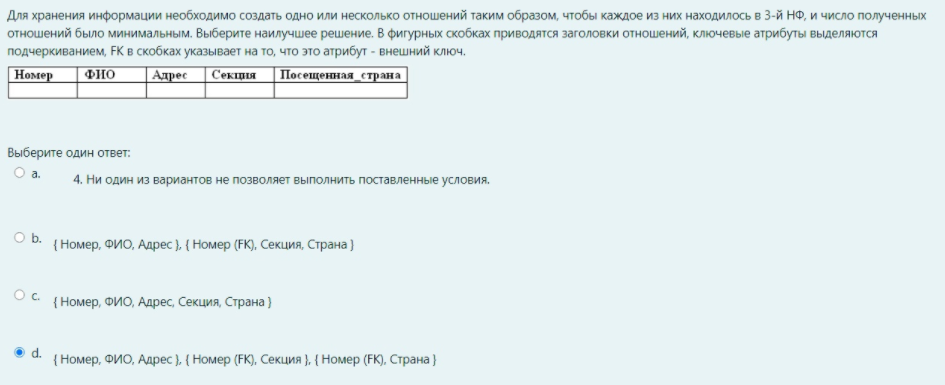 Для хранения информации необходимо создать одно или несколько отношений таким образом, чтобы каждое из них находилось в 3-й НФ, и число полученных
отношений было минимальным. Выберите наилучшее решение. В фигурных скобках приводятся заголовки отношений, ключевые атрибуты выделяются
подчеркиванием, FK в скобках указывает на то, что это атрибут - внешний ключ.
Номер ФИО Адрес Секция Посещенная_страна
Выберите один ответ:
a. 4. Ни один из вариантов не позволяет выполнить поставленные условия.
b. { Номер, ФИО, Адрес }, { Номер (FK), Секция, Страна }
c. { Номер, ФИО, Адрес, Секция, Страна }
d. { Номер, ФИО, Адрес }, { Номер (FK), Секция }, { Номер (FK), Страна }